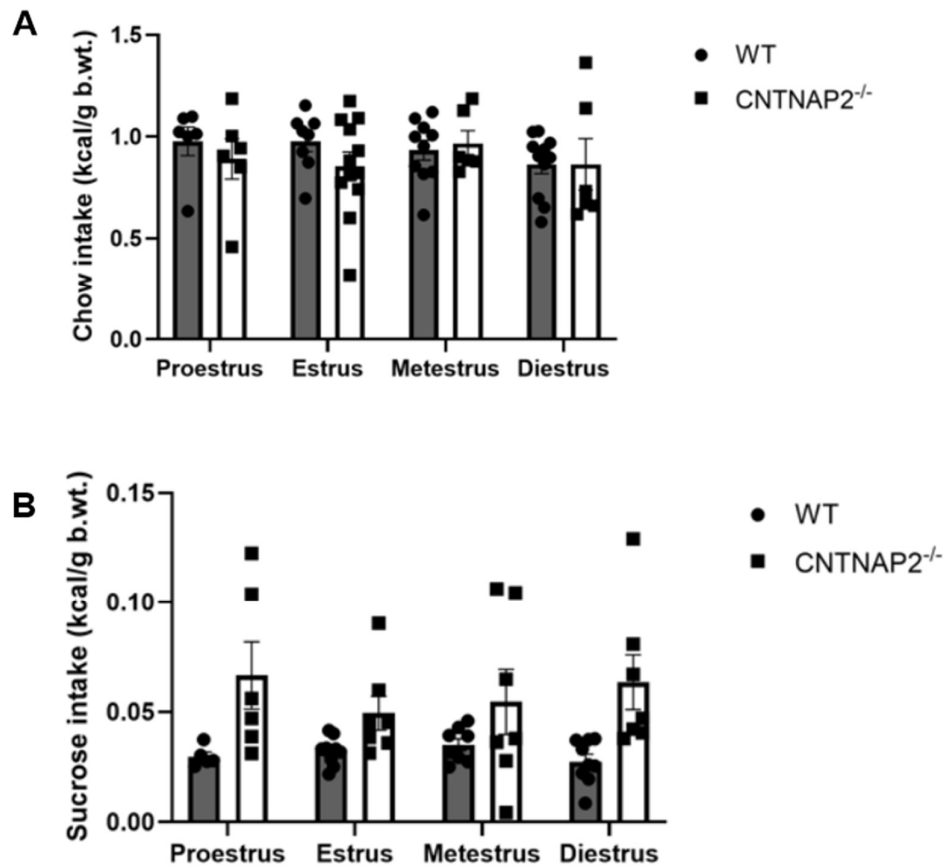 A
Chow intake (kcal/g b.wt.)
1.5
1.0
0.5
0.0
Proestrus Estrus Metestrus Diestrus
WT
CNTNAP2-/-
B
Sucrose intake (kcal/g b.wt.)
0.15
0.10
0.05
0.00
Proestrus Estrus Metestrus Diestrus
WT
CNTNAP2-/-